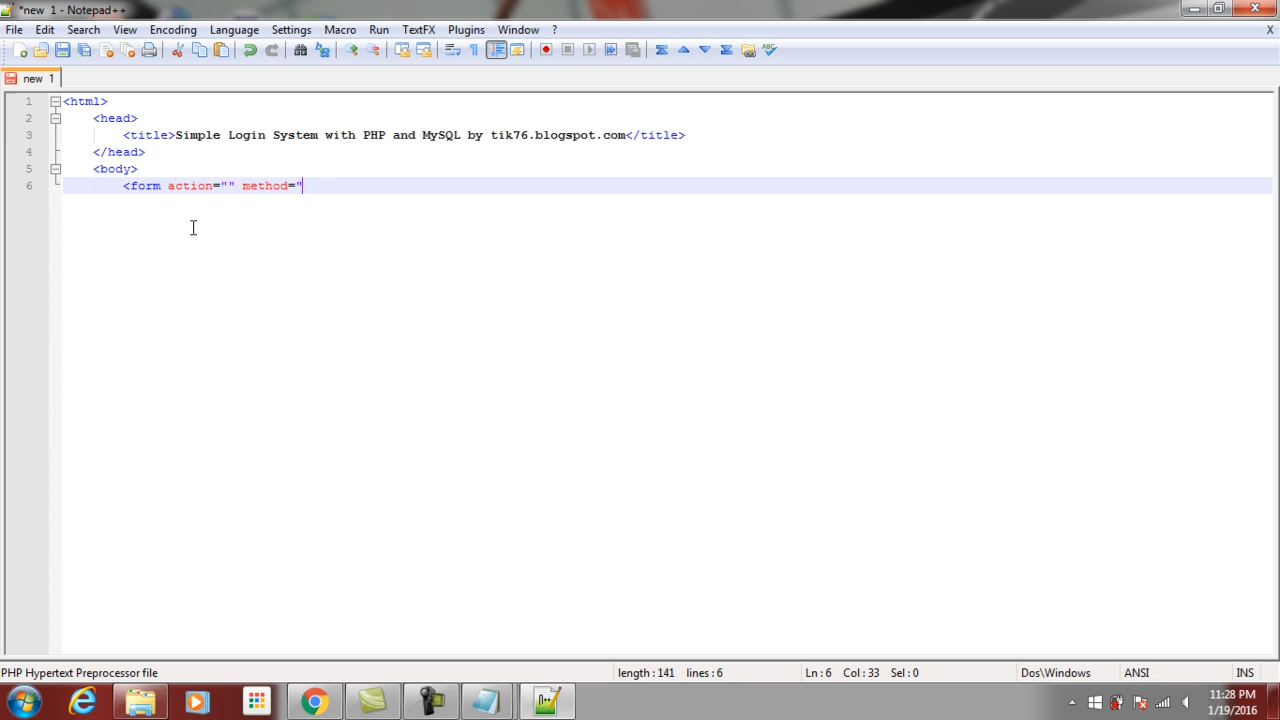 *new 1 - Notepad++
File Edit Search View Encoding Language Settings Macro Run TextFX Plugins Window ? X
new 1
1 <html>
2 <head>
3 <title>Simple Login System with PHP and MySQL by tik76.blogspot.com</title>
4 </head>
5 <body>
6 <form action="" method="
PHP Hypertext Preprocessor file length : 141 lines : 6 Ln : 6 Col : 33 Sel : 0 Dos\Windows ANSI INS
11:28 PM
1/19/2016